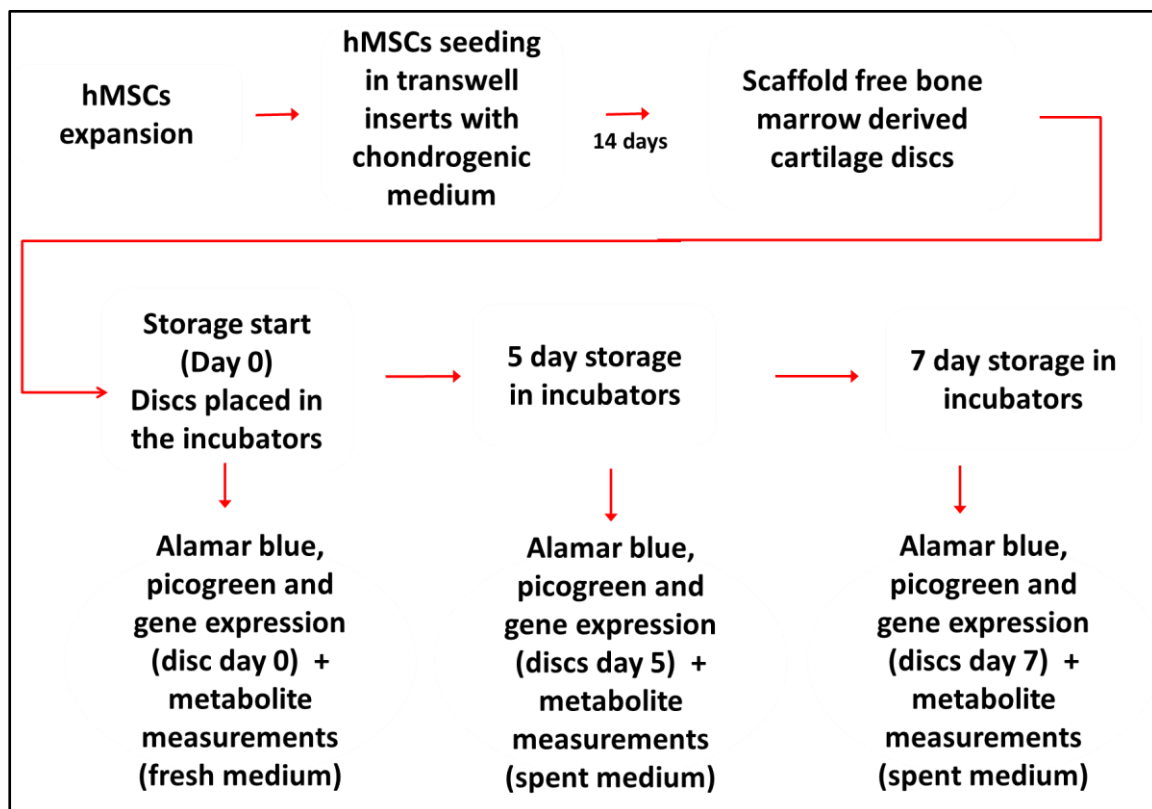 hMSCs
expansion
hMSCs seeding
in transwell
inserts with
chondrogenic
medium
14 days
Scaffold free bone
marrow derived
cartilage discs
Storage start
(Day 0)
Discs placed in
the incubators
5 day storage
in incubators
7 day storage in
incubators
Alamar blue,
picogreen and
gene expression
(disc day 0) +
metabolite
measurements
(fresh medium)
Alamar blue,
picogreen and
gene expression
(discs day 5) +
metabolite
measurements
(spent medium)
Alamar blue,
picogreen and
gene expression
(discs day 7) +
metabolite
measurements
(spent medium)